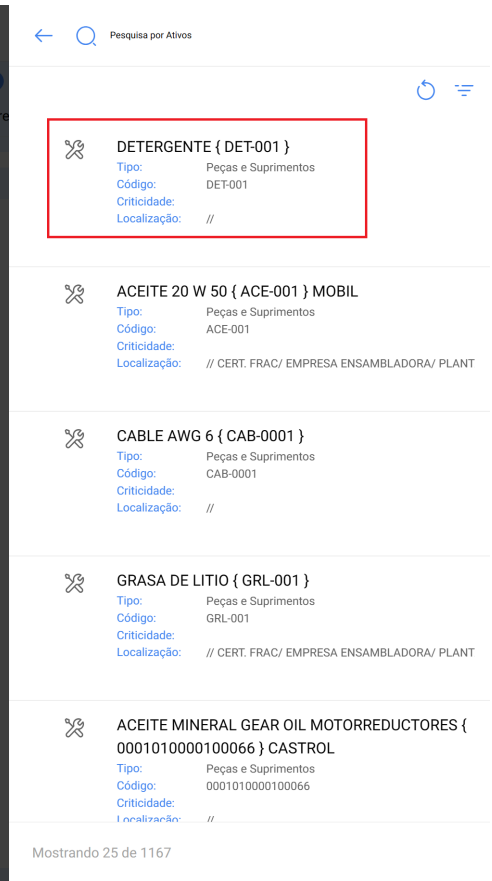 Pesquisa por Ativos
DETERGENTE { DET-001 }
Tipo: Peças e Suprimentos
Código: DET-001
Criticidade:
Localização: //
ACEITE 20 W 50 { ACE-001 } MOBIL
Tipo: Peças e Suprimentos
Código: ACE-001
Criticidade:
Localização: // CERT. FRAC/ EMPRESA ENSAMBLADORA/ PLANT
CABLE AWG 6 { CAB-0001 }
Tipo: Peças e Suprimentos
Código: CAB-0001
Criticidade:
Localização: //
GRASA DE LITIO { GRL-001 }
Tipo: Peças e Suprimentos
Código: GRL-001
Criticidade:
Localização: // CERT. FRAC/ EMPRESA ENSAMBLADORA/ PLANT
ACEITE MINERAL GEAR OIL MOTORREDUCTORES {
0001010000100066 } CASTROL
Tipo: Peças e Suprimentos
Código: 0001010000100066
Criticidade:
Localização: //
Mostrando 25 de 1167